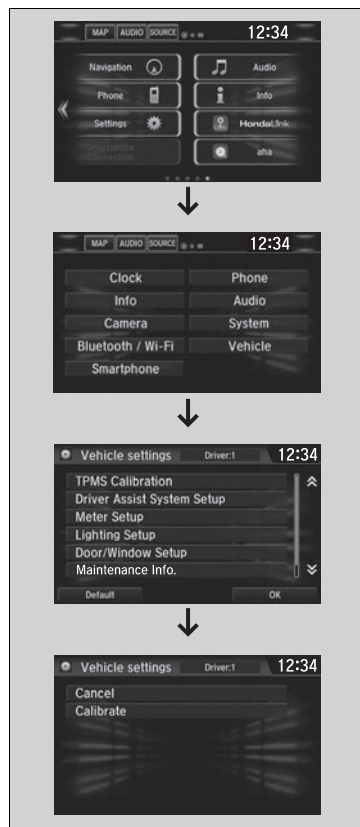 MAP AUDIO SOURCE 12:34
Navigation Audio
Phone i Info
Settings HondaLink
Smartphone
Connection aha
MAP AUDIO SOURCE 12:34
Clock Phone
Info Audio
Camera System
Bluetooth / Wi-Fi Vehicle
Smartphone
Vehicle settings Driver:1 12:34
TPMS Calibration
Driver Assist System Setup
Meter Setup
Lighting Setup
Door/Window Setup
Maintenance Info.
Default OK
Vehicle settings Driver:1 12:34
Cancel
Calibrate